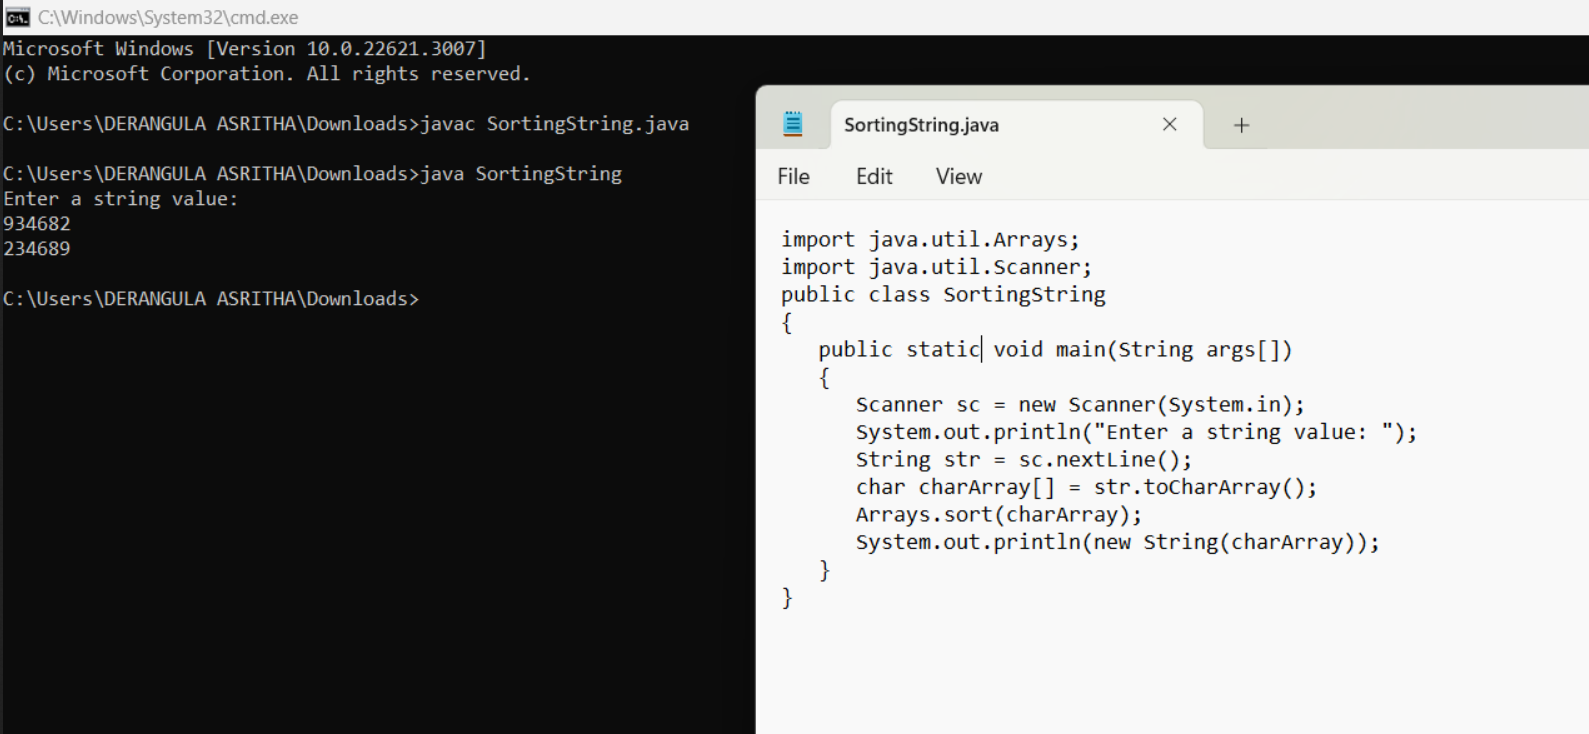 C:\Windows\System32\cmd.exe
Microsoft Windows [Version 10.0.22621.3007]
(c) Microsoft Corporation. All rights reserved.
C:\Users\DERANGULA ASRITHA\Downloads>javac SortingString.java
C:\Users\DERANGULA ASRITHA\Downloads>java SortingString
Enter a string value:
934682
234689
C:\Users\DERANGULA ASRITHA\Downloads>
SortingString.java
File Edit View
import java.util.Arrays;
import java.util.Scanner;
public class SortingString
{
   public static void main(String args[])
   {
      Scanner sc = new Scanner(System.in);
      System.out.println("Enter a string value: ");
      String str = sc.nextLine();
      char charArray[] = str.toCharArray();
      Arrays.sort(charArray);
      System.out.println(new String(charArray));
   }
}